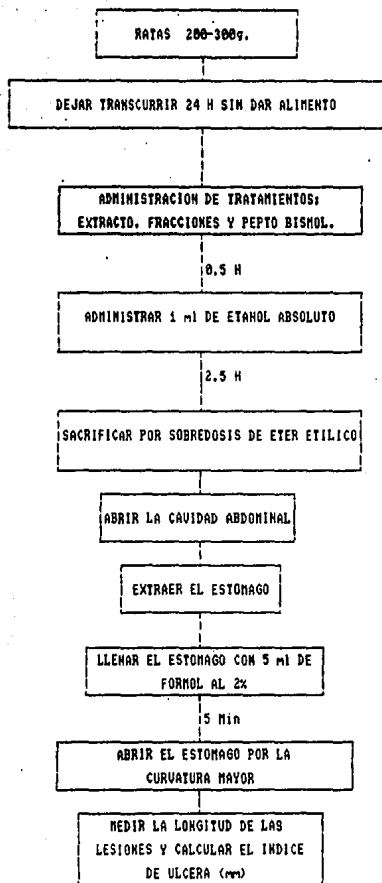 RATAS 200-300g.
DEJAR TRANSCURRIR 24 H SIN DAR ALIMENTO
ADMINISTRACION DE TRATAMIENTOS:
EXTRACTO, FRACCIONES Y PEPTO BISMOL.
0.5 H
ADMINISTRAR 1 ml DE ETANOL ABSOLUTO
2.5 H
SACRIFICAR POR SOBREDOSIS DE ETER ETILICO
ABRIR LA CAVIDAD ABDOMINAL
EXTRAER EL ESTOMAGO
LLENAR EL ESTOMAGO CON 5 ml DE
FORMOL AL 2%
5 Min
ABRIR EL ESTOMAGO POR LA
CURVATURA MAYOR
MEDIR LA LONGITUD DE LAS
LESIONES Y CALCULAR EL INDICE
DE ULCERA (mm)